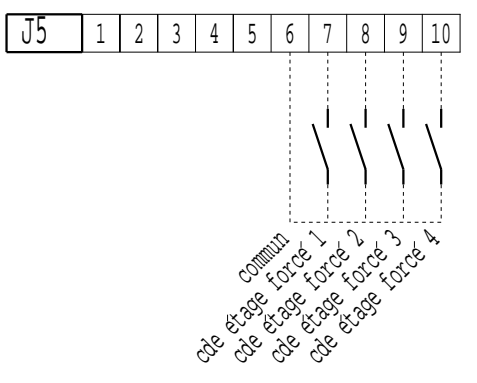 J5 1 2 3 4 5 6 7 8 9 10
commun
cde étage forcé 1
cde étage forcé 2
cde étage forcé 3
cde étage forcé 4